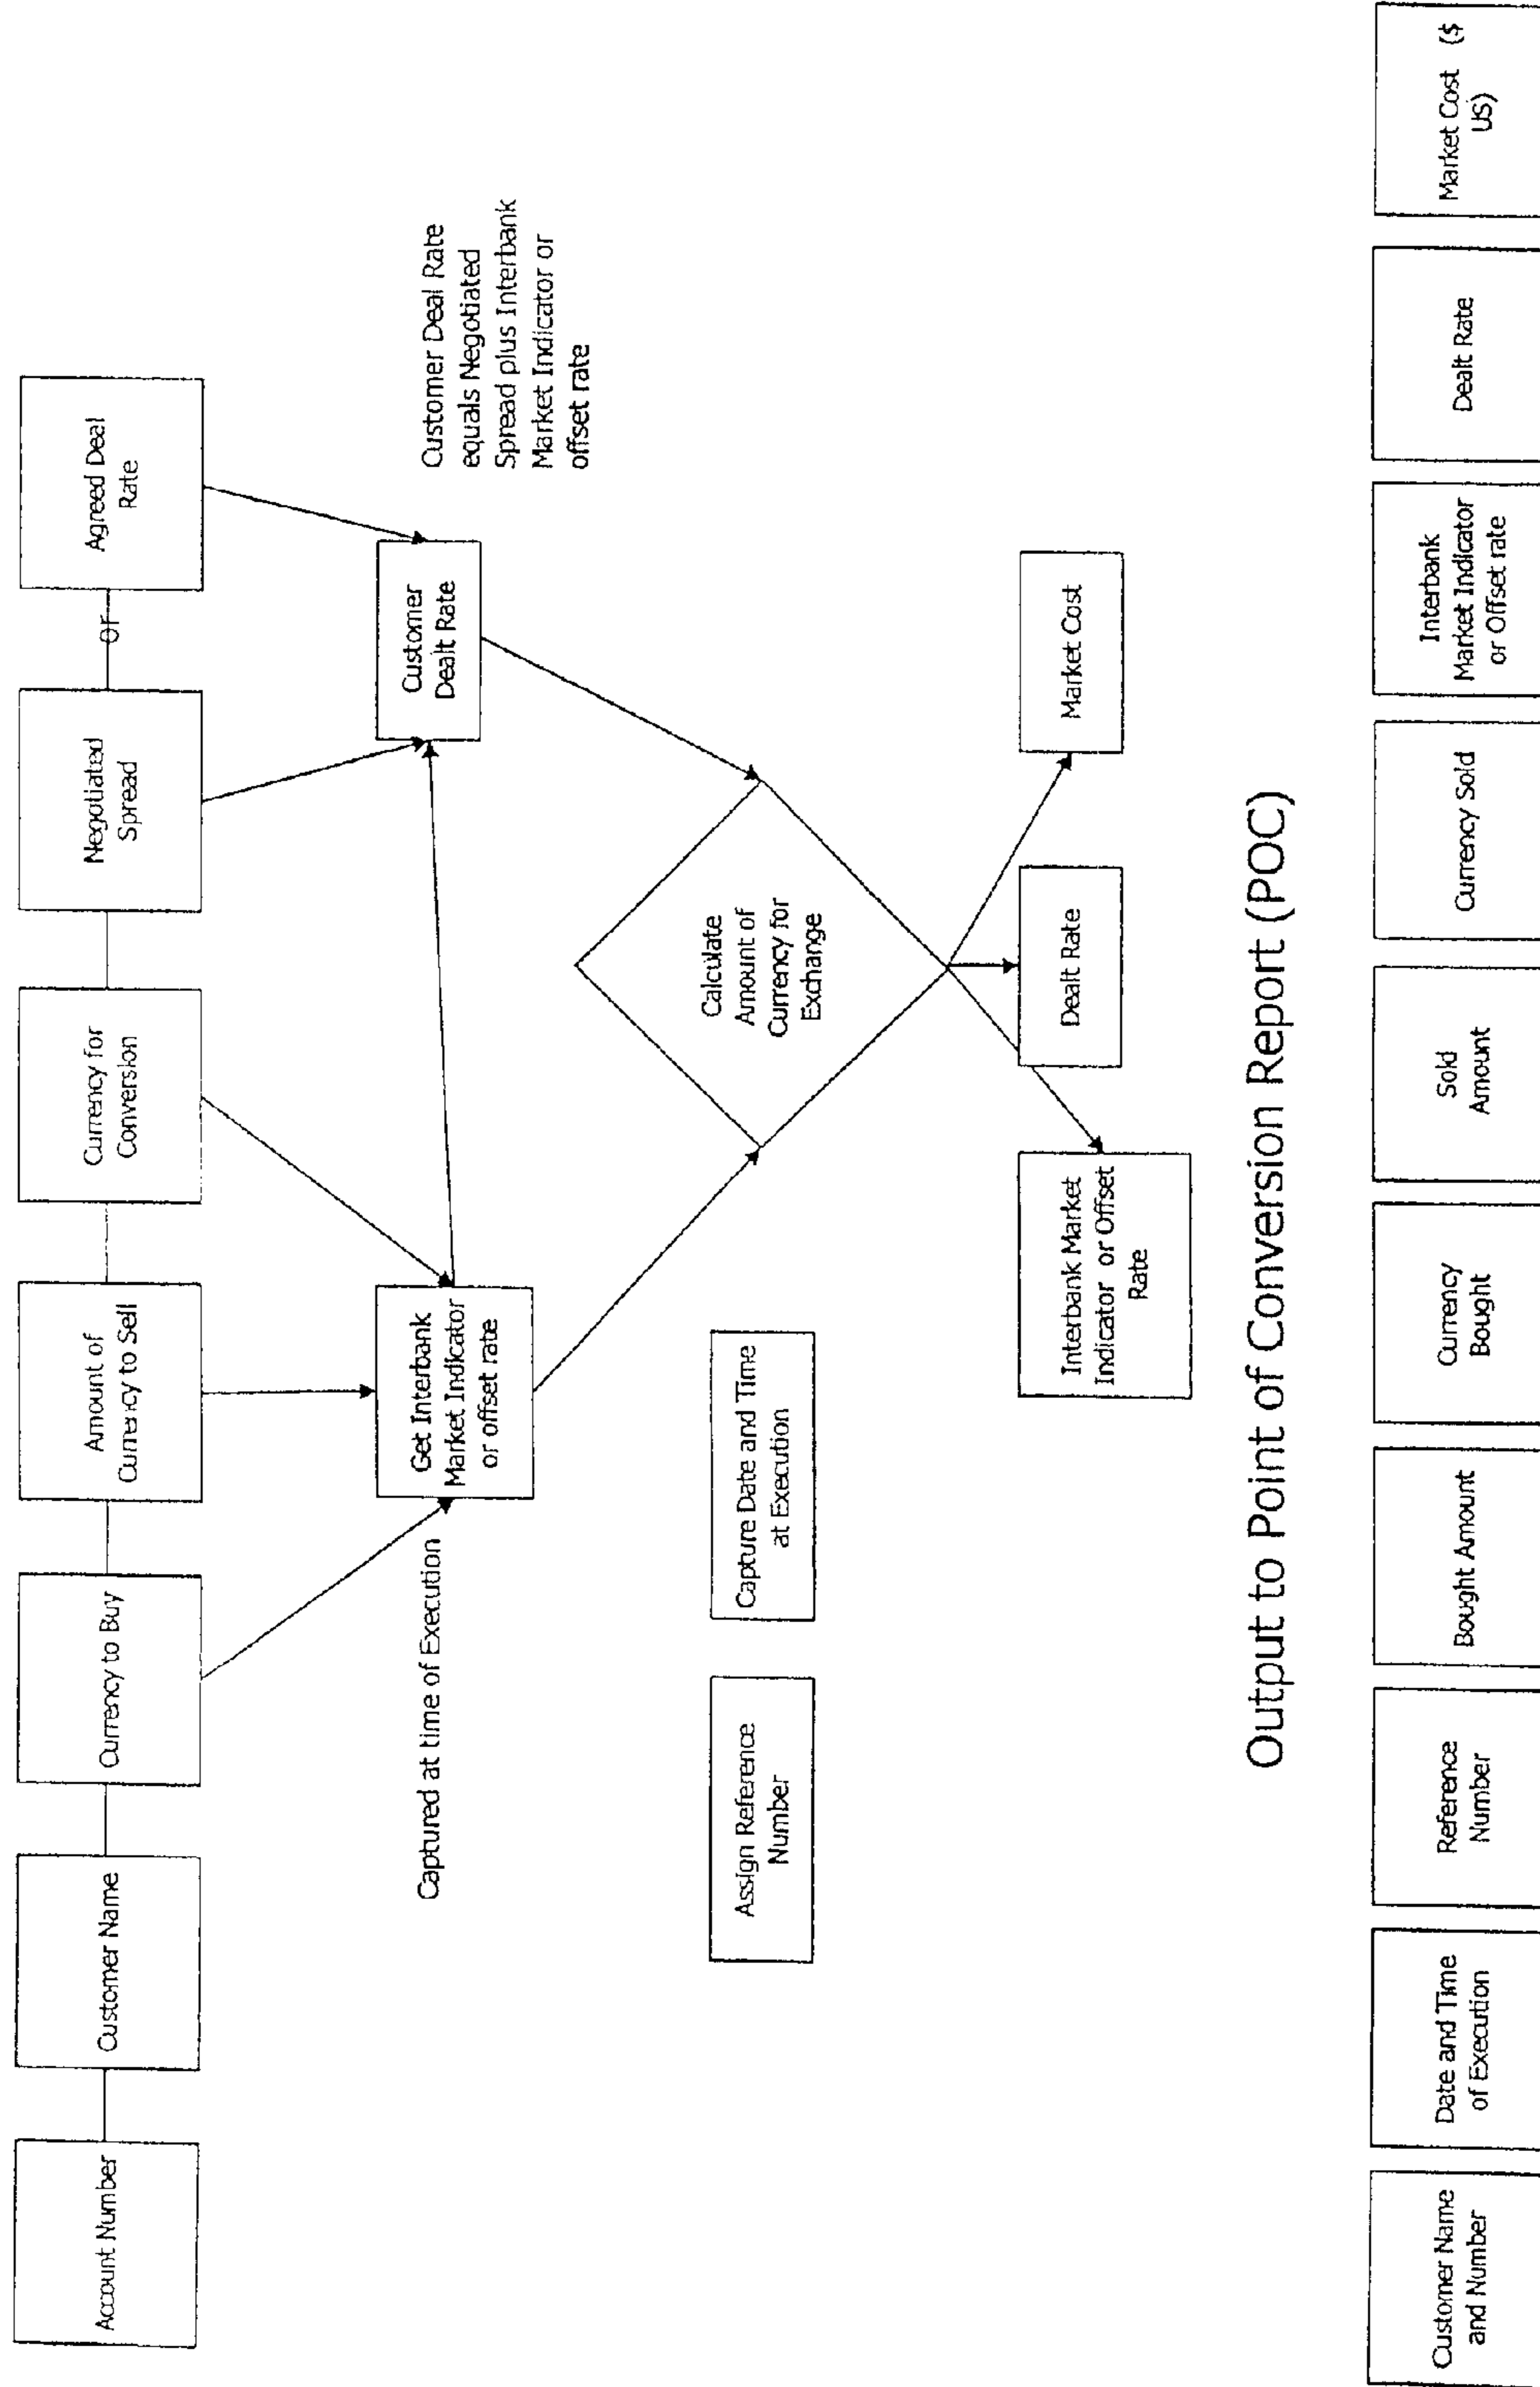 Account Number
Customer Name
Currency to Buy
Amount of
Currency to Sell
Currency for
Conversion
Negotiated
Spread
or
Agreed Deal
Rate
Captured at time of Execution
Get Interbank
Market Indicator
or offset rate
Customer
Dealt Rate
Customer Deal Rate
equals Negotiated
Spread plus Interbank
Market Indicator or
offset rate
Assign Reference
Number
Capture Date and Time
at Execution
Calculate
Amount of
Currency for
Exchange
Interbank Market
Indicator or Offset
Rate
Dealt Rate
Market Cost
Output to Point of Conversion Report (POC)
Customer Name
and Number
Date and Time
of Execution
Reference
Number
Bought Amount
Currency
Bought
Sold
Amount
Currency Sold
Interbank
Market Indicator
or Offset rate
Dealt Rate
Market Cost ($
US)